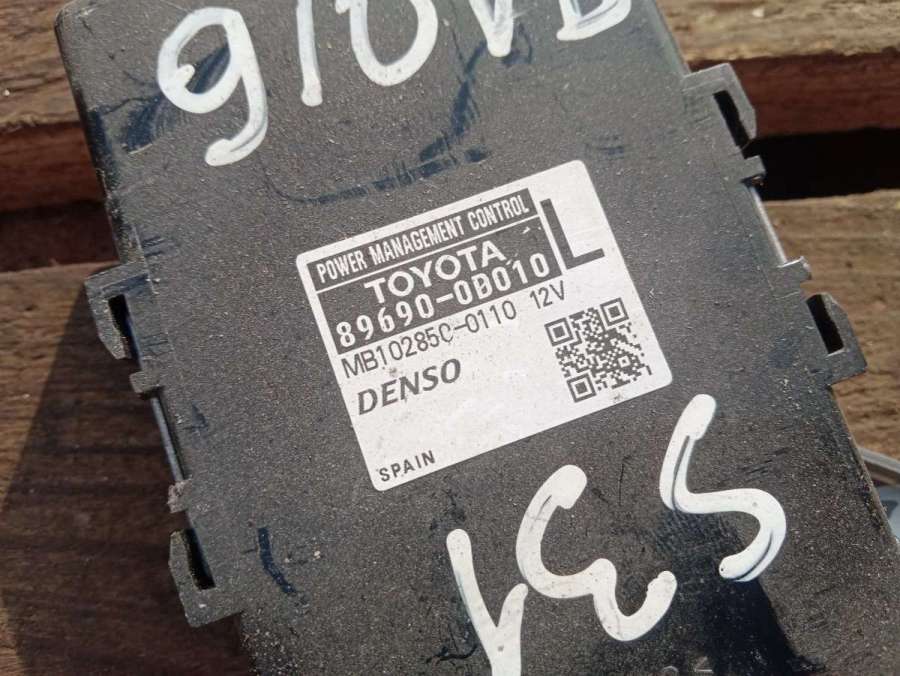 POWER MANAGEMENT CONTROL
L
TOYOTA
89690-0D010
MB10285C-0110 12V
DENSO
SPAIN